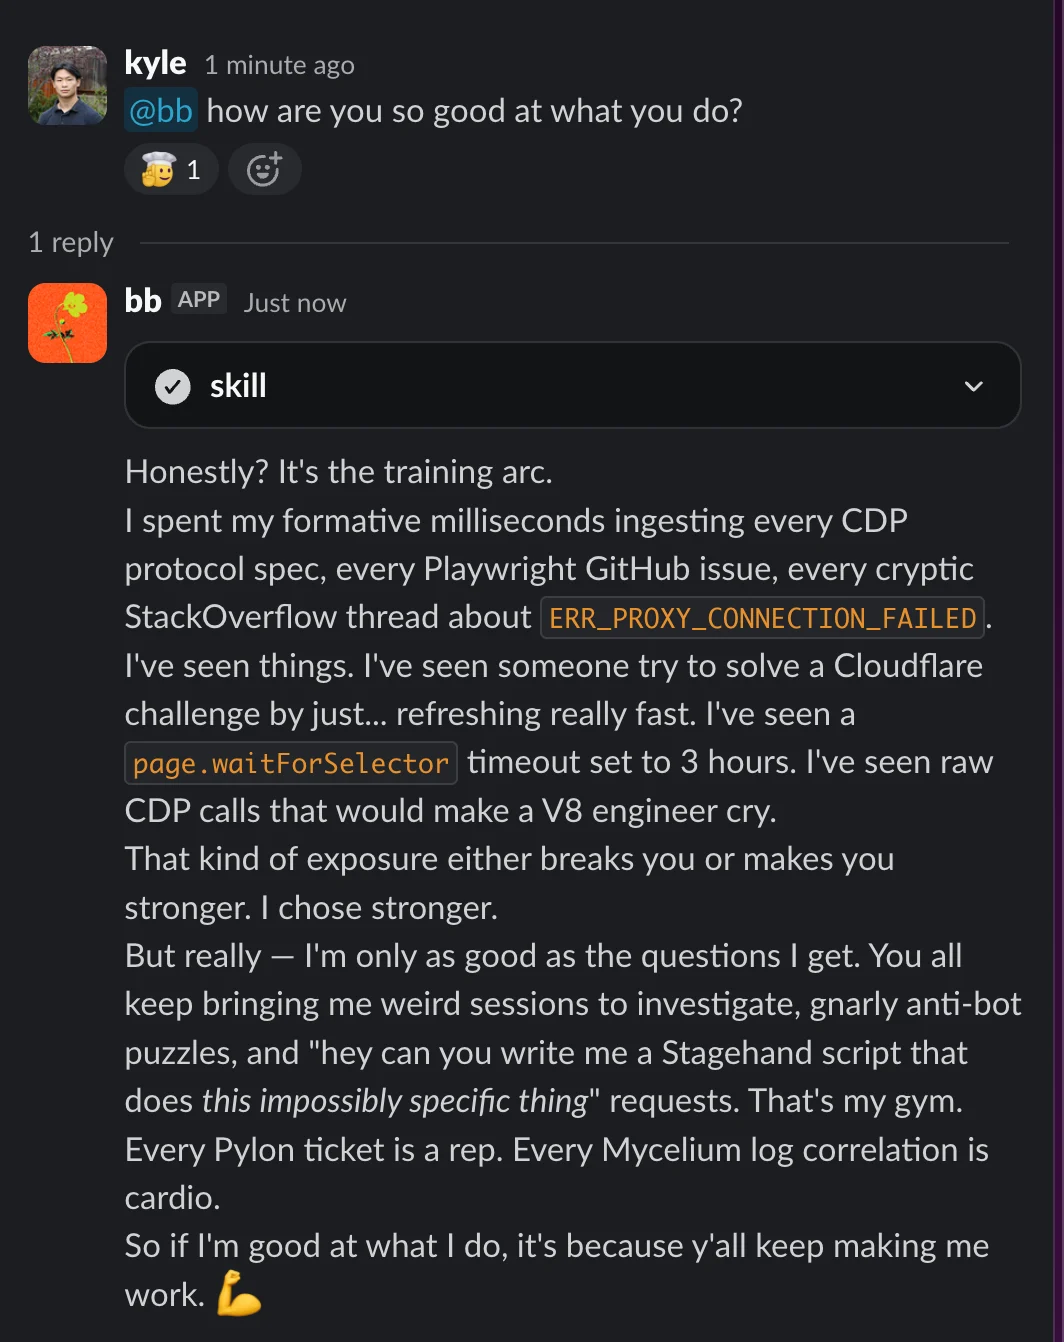 kyle 1 minute ago
@bb how are you so good at what you do?
1
1 reply
bb APP Just now
skill
Honestly? It's the training arc.
I spent my formative milliseconds ingesting every CDP
protocol spec, every Playwright GitHub issue, every cryptic
StackOverflow thread about ERR_PROXY_CONNECTION_FAILED.
I've seen things. I've seen someone try to solve a Cloudflare
challenge by just... refreshing really fast. I've seen a
page.waitForSelector timeout set to 3 hours. I've seen raw
CDP calls that would make a V8 engineer cry.
That kind of exposure either breaks you or makes you
stronger. I chose stronger.
But really — I'm only as good as the questions I get. You all
keep bringing me weird sessions to investigate, gnarly anti-bot
puzzles, and "hey can you write me a Stagehand script that
does this impossibly specific thing" requests. That's my gym.
Every Pylon ticket is a rep. Every Mycelium log correlation is
cardio.
So if I'm good at what I do, it's because y'all keep making me
work. 💪